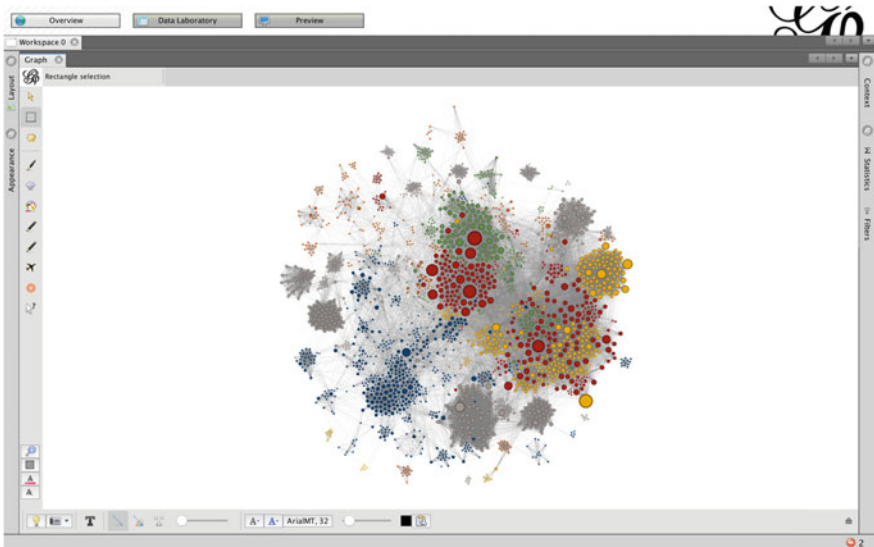 Overview
Data Laboratory
Preview
Workspace 0
Graph
Rectangle selection
Layout
Appearance
Context
Statistics
Filters
T
A
A
A-
A-
ArialMT, 32
2